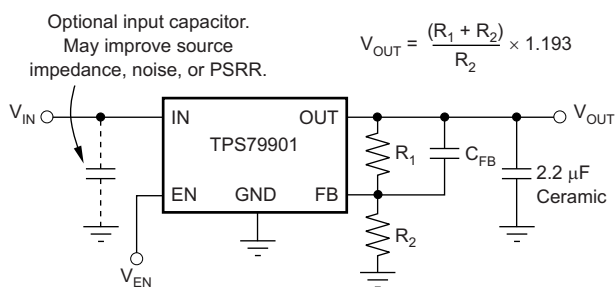 Optional input capacitor.
May improve source
impedance, noise, or PSRR.
V_OUT = (R_1 + R_2) / R_2 × 1.193
V_IN
IN
OUT
V_OUT
TPS79901
R_1
C_FB
2.2 μF
Ceramic
EN
GND
FB
R_2
V_EN